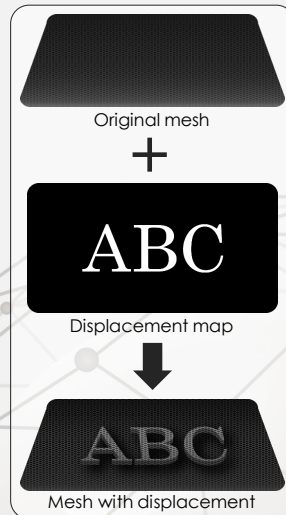 Original mesh
+
ABC
Displacement map
ABC
Mesh with displacement